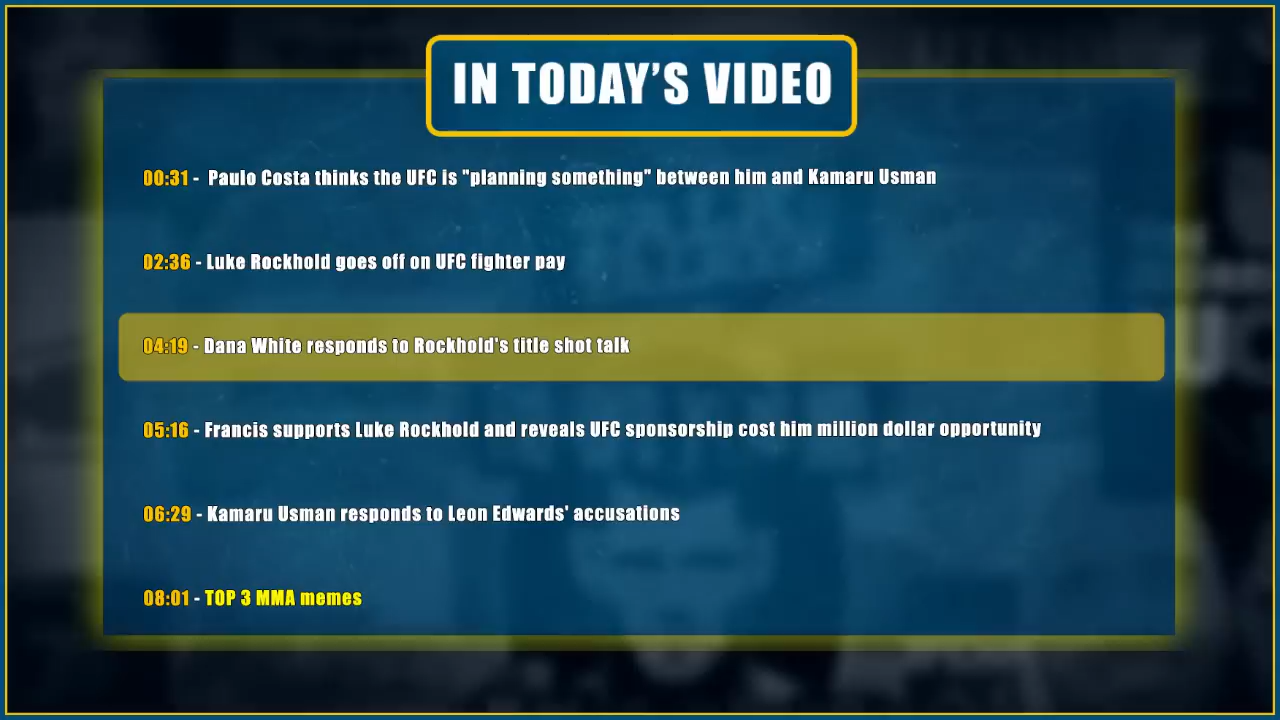 IN TODAY'S VIDEO
00:31 - Paulo Costa thinks the UFC is "planning something" between him and Kamaru Usman
02:36 - Luke Rockhold goes off on UFC fighter pay
04:19 - Dana White responds to Rockhold's title shot talk
05:16 - Francis supports Luke Rockhold and reveals UFC sponsorship cost him million dollar opportunity
06:29 - Kamaru Usman responds to Leon Edwards' accusations
08:01 - TOP 3 MMA memes